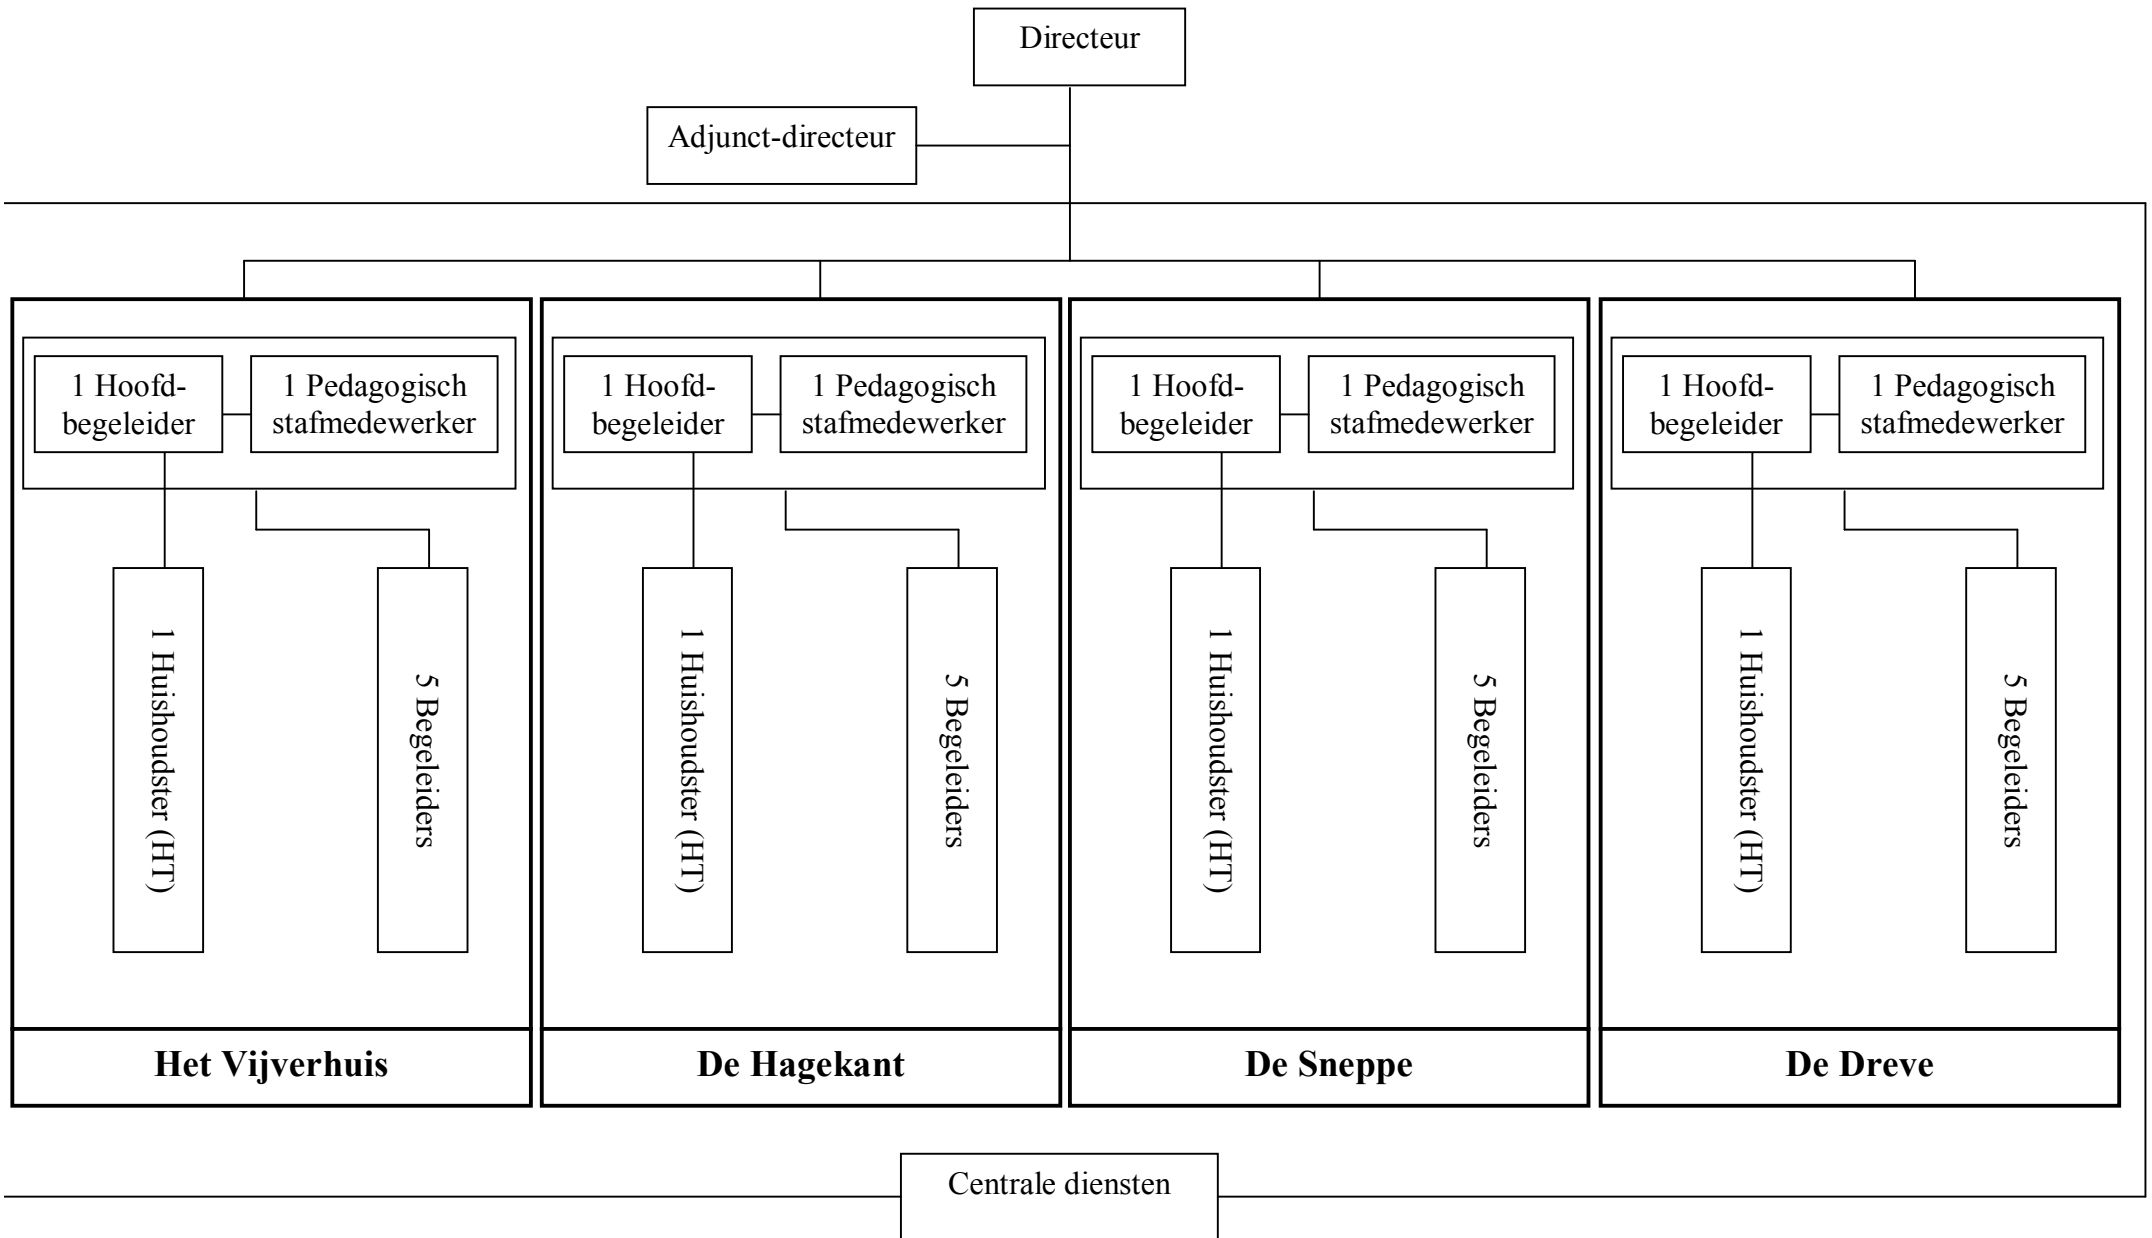 Directeur
Adjunct-directeur
1 Hoofd-
begeleider
1 Pedagogisch
stafmedewerker
1 Huishoudster (HT)
5 Begeleiders
Het Vijverhuis
1 Hoofd-
begeleider
1 Pedagogisch
stafmedewerker
1 Huishoudster (HT)
5 Begeleiders
De Hagekant
1 Hoofd-
begeleider
1 Pedagogisch
stafmedewerker
1 Huishoudster (HT)
5 Begeleiders
De Sneppe
1 Hoofd-
begeleider
1 Pedagogisch
stafmedewerker
1 Huishoudster (HT)
5 Begeleiders
De Dreve
Centrale diensten